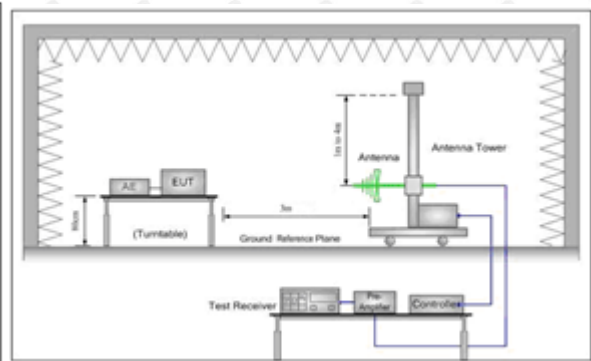 1m to 4m
Antenna
Antenna Tower
AE
EUT
3m
80cm
(Turntable)
Ground Reference Plane
Test Receiver
Pre-
Amplifier
Controller